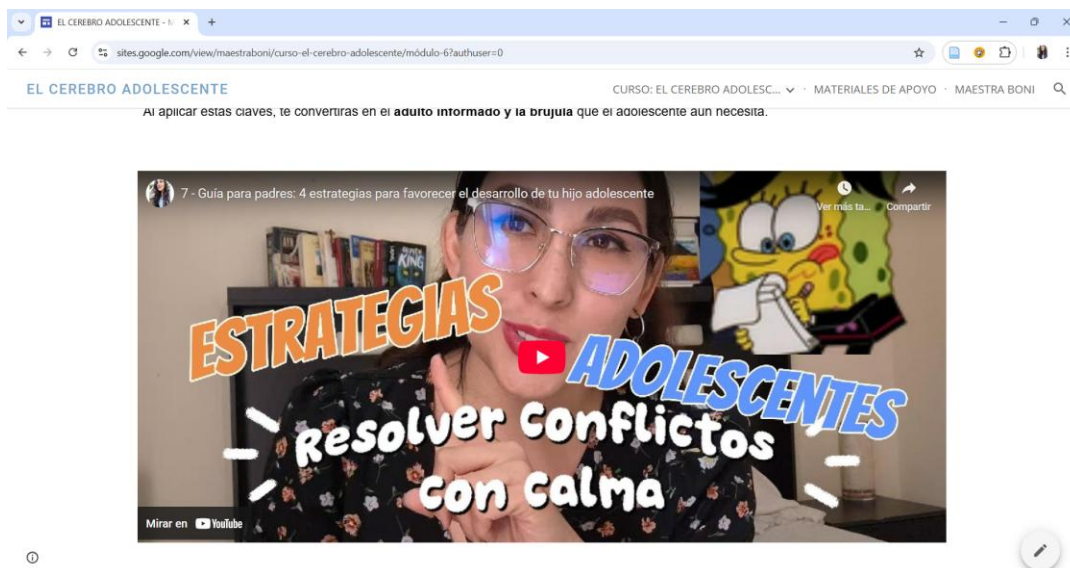 EL CEREBRO ADOLESCENTE - M
sites.google.com/view/maestraboni/curso-el-cerebro-adolescente/módulo-6?authuser=0
EL CEREBRO ADOLESCENTE
CURSO: EL CEREBRO ADOLESC... · MATERIALES DE APOYO · MAESTRA BONI
Al aplicar estas claves, te convertirás en el adulto informado y la brújula que el adolescente aún necesita.
7 - Guía para padres: 4 estrategias para favorecer el desarrollo de tu hijo adolescente
Ver más ta... Compartir
KING
ESTRATEGIAS
ADOLESCENTES
Resolver conflictos
con calma
Mirar en YouTube